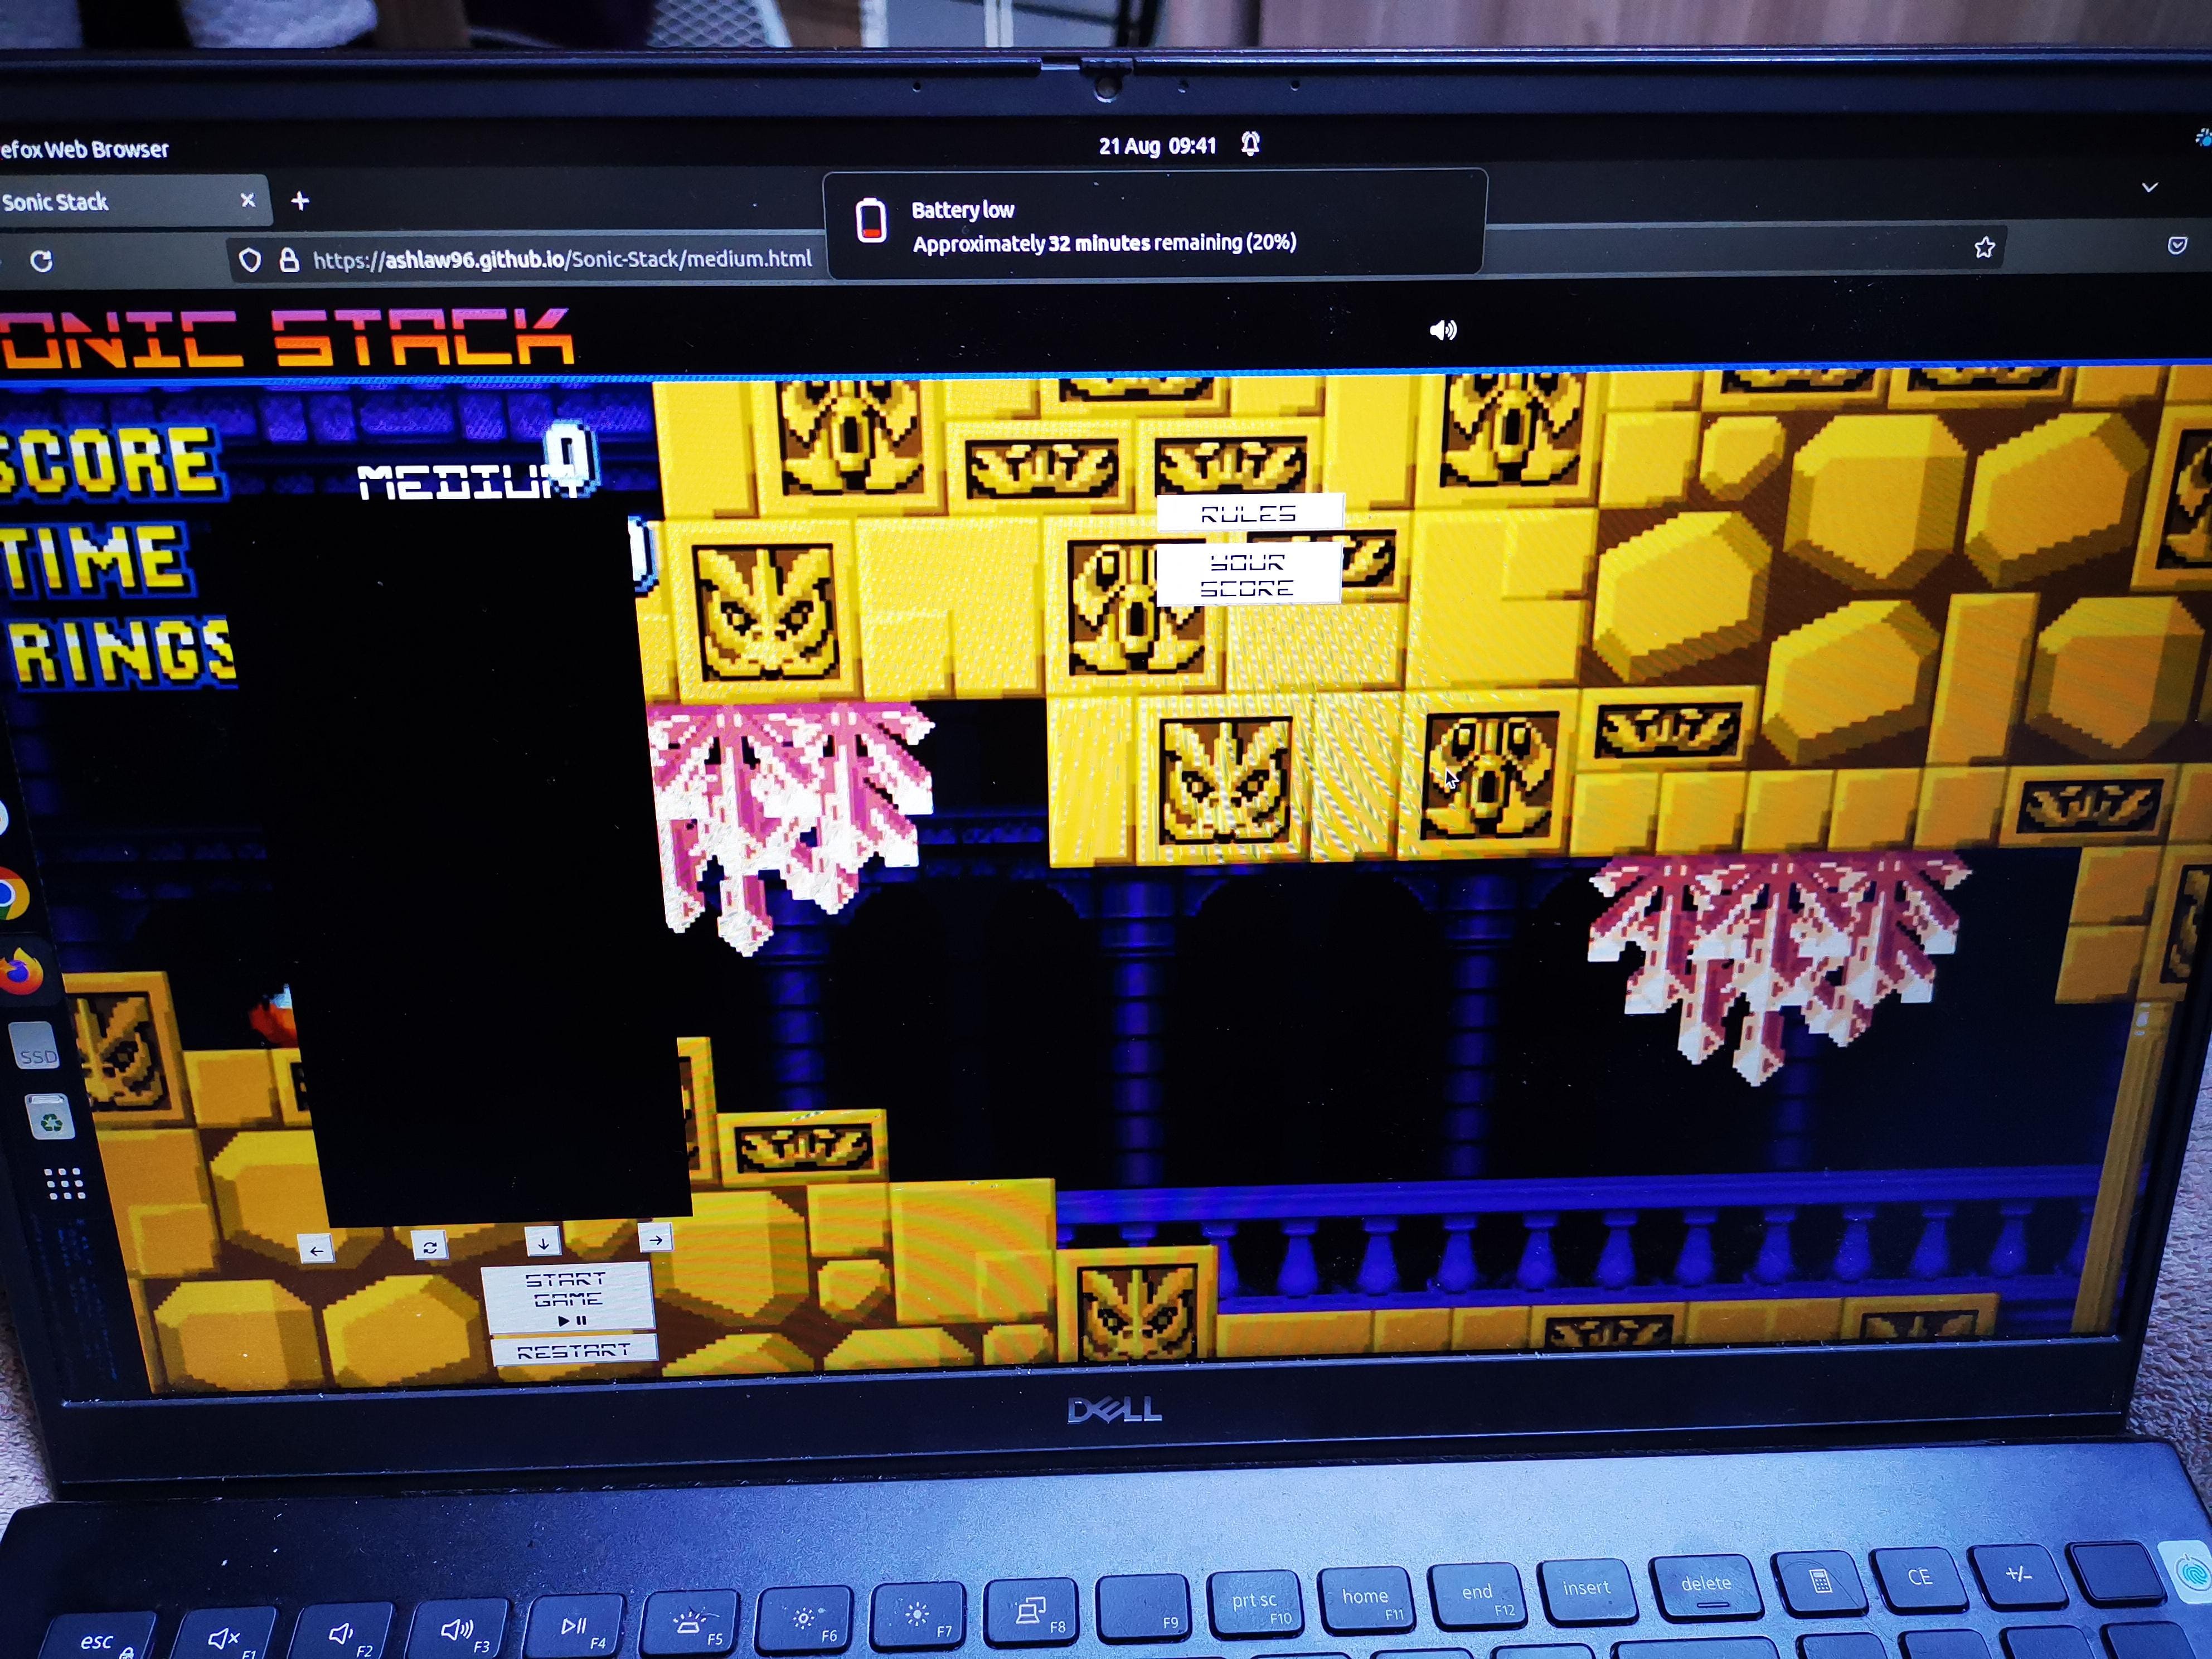 efox Web Browser
21 Aug 09:41
Sonic Stack
Battery low
Approximately 32 minutes remaining (20%)
https://ashlaw96.github.io/Sonic-Stack/medium.html
ONIC STACK
SCORE
0
MEDIUM
TIME
RINGS
RULES
YOUR
SCORE
SSD
START
GAME
RESTART
DELL
esc
F1
F2
F3
F4
F5
F6
F7
F8
F9
prt sc
F10
home
F11
end
F12
insert
delete
CE
+/-